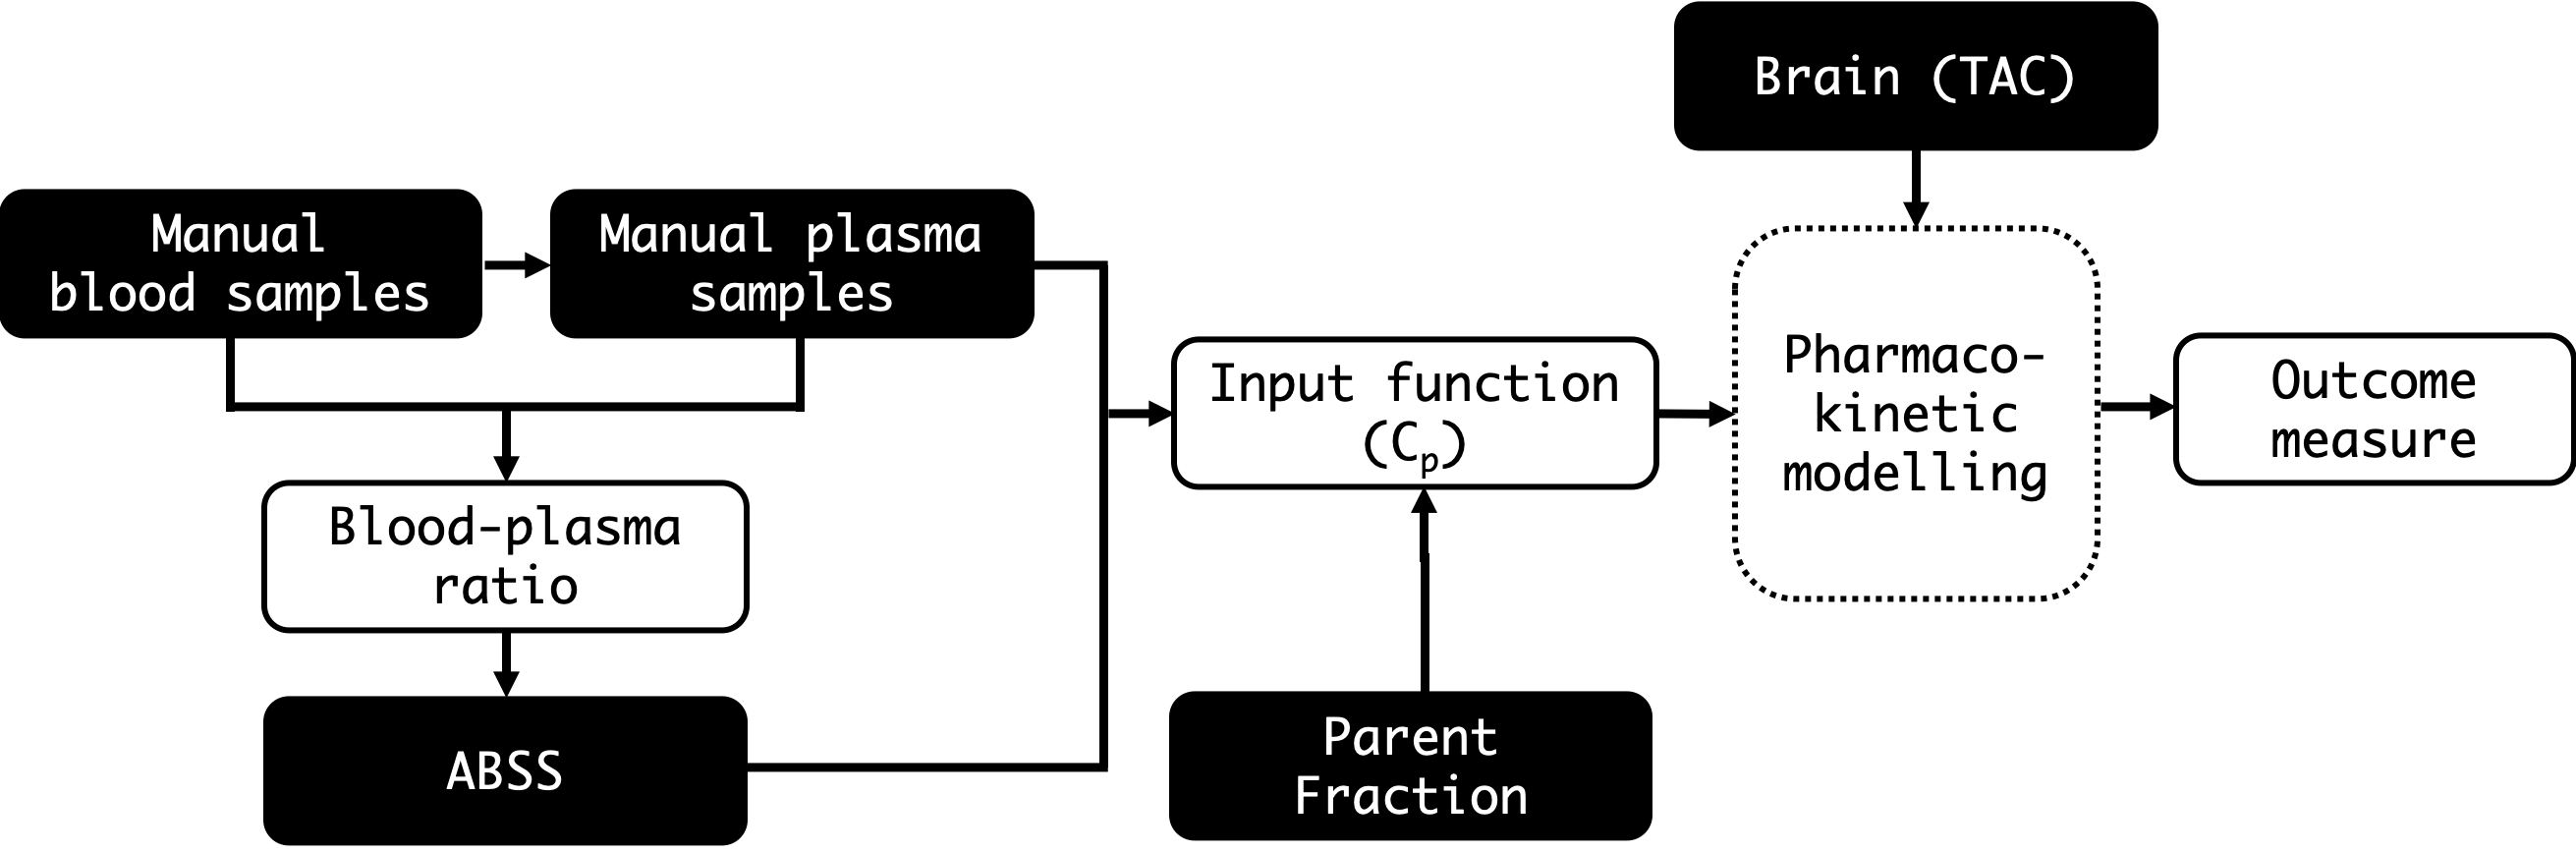 Brain (TAC)
Manual
blood samples
Manual plasma
samples
Blood-plasma
ratio
ABSS
Input function
(Cₚ)
Parent
Fraction
Pharmaco-
kinetic
modelling
Outcome
measure